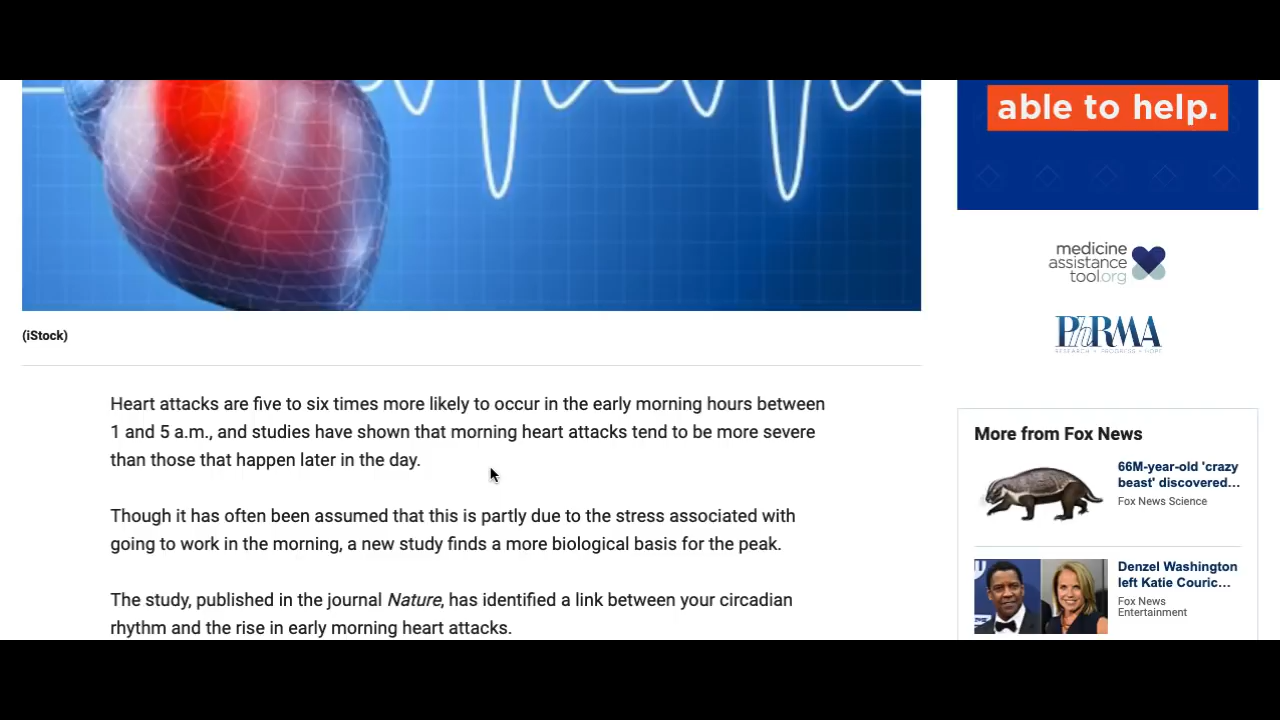 able to help.
medicine
assistance
tool.org
PhRMA
RESEARCH • PROGRESS • HOPE
(iStock)
Heart attacks are five to six times more likely to occur in the early morning hours between
1 and 5 a.m., and studies have shown that morning heart attacks tend to be more severe
than those that happen later in the day.
Though it has often been assumed that this is partly due to the stress associated with
going to work in the morning, a new study finds a more biological basis for the peak.
The study, published in the journal Nature, has identified a link between your circadian
rhythm and the rise in early morning heart attacks.
More from Fox News
66M-year-old 'crazy
beast' discovered...
Fox News Science
Denzel Washington
left Katie Couric...
Fox News
Entertainment